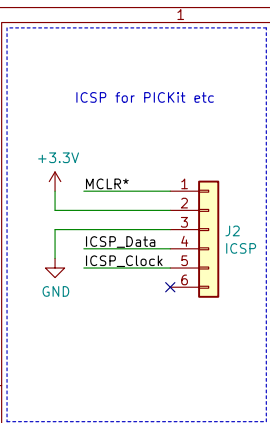 1
ICSP for PICKit etc
+3.3V
MCLR* 1
2
3
ICSP_Data 4
ICSP_Clock 5
6
J2
ICSP
GND